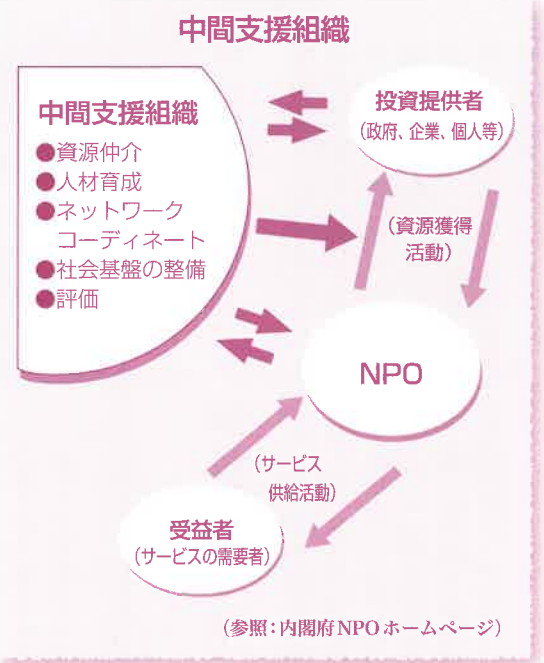 中間支援組織
中間支援組織
●資源仲介
●人材育成
●ネットワーク
コーディネート
●社会基盤の整備
●評価
投資提供者
(政府、企業、個人等)
(資源獲得
活動)
NPO
(サービス
供給活動)
受益者
(サービスの需要者)
(参照:内閣府NPOホームページ)